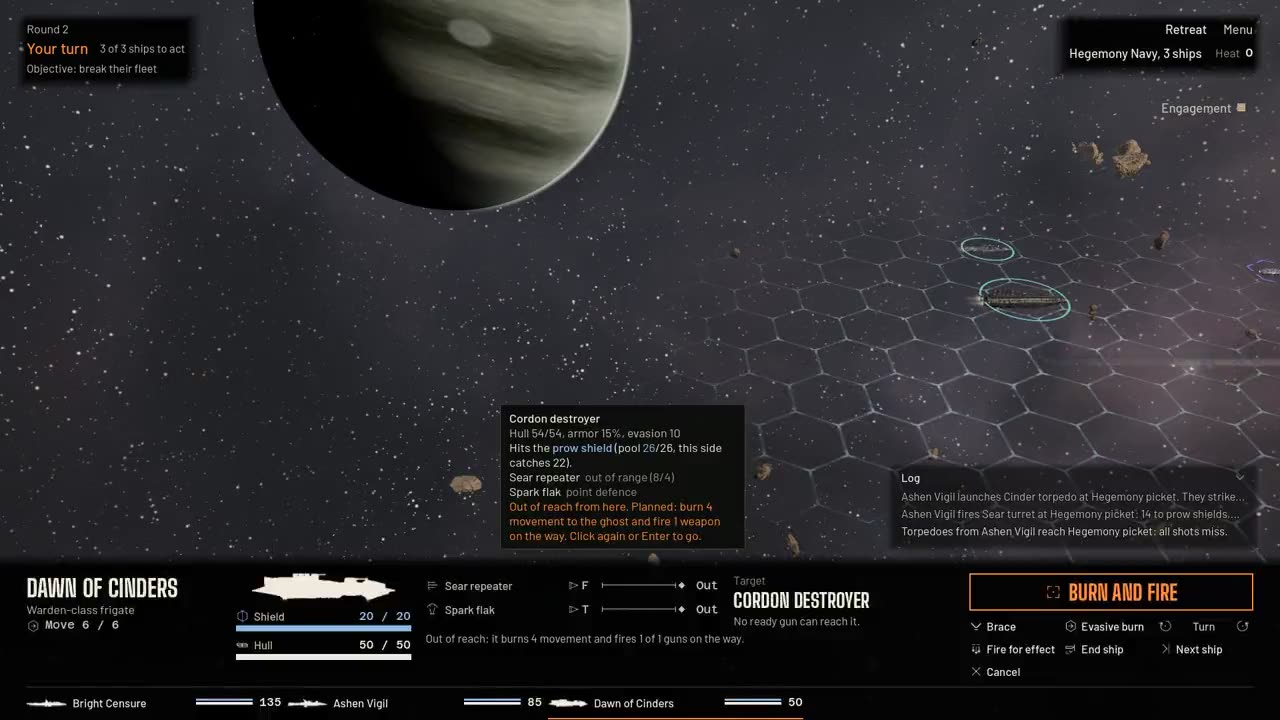 Round 2
Your turn 3 of 3 ships to act
Objective: break their fleet
Retreat Menu
Hegemony Navy, 3 ships Heat 0
Engagement
Cordon destroyer
Hull 54/54, armor 15%, evasion 10
Hits the prow shield (pool 26/26, this side
catches 22).
Sear repeater out of range (8/4)
Spark flak point defence
Out of reach from here. Planned: burn 4
movement to the ghost and fire 1 weapon
on the way. Click again or Enter to go.
Log
Ashen Vigil launches Cinder torpedo at Hegemony picket. They strike...
Ashen Vigil fires Sear turret at Hegemony picket: 14 to prow shields....
Torpedoes from Ashen Vigil reach Hegemony picket: all shots miss.
DAWN OF CINDERS
Warden-class frigate
Move 6 / 6
Shield 20 / 20
Hull 50 / 50
Sear repeater F Out
Spark flak T Out
Out of reach: it burns 4 movement and fires 1 of 1 guns on the way.
Target
CORDON DESTROYER
No ready gun can reach it.
BURN AND FIRE
Brace Evasive burn Turn
Fire for effect End ship Next ship
Cancel
Bright Censure 135 Ashen Vigil 85 Dawn of Cinders 50